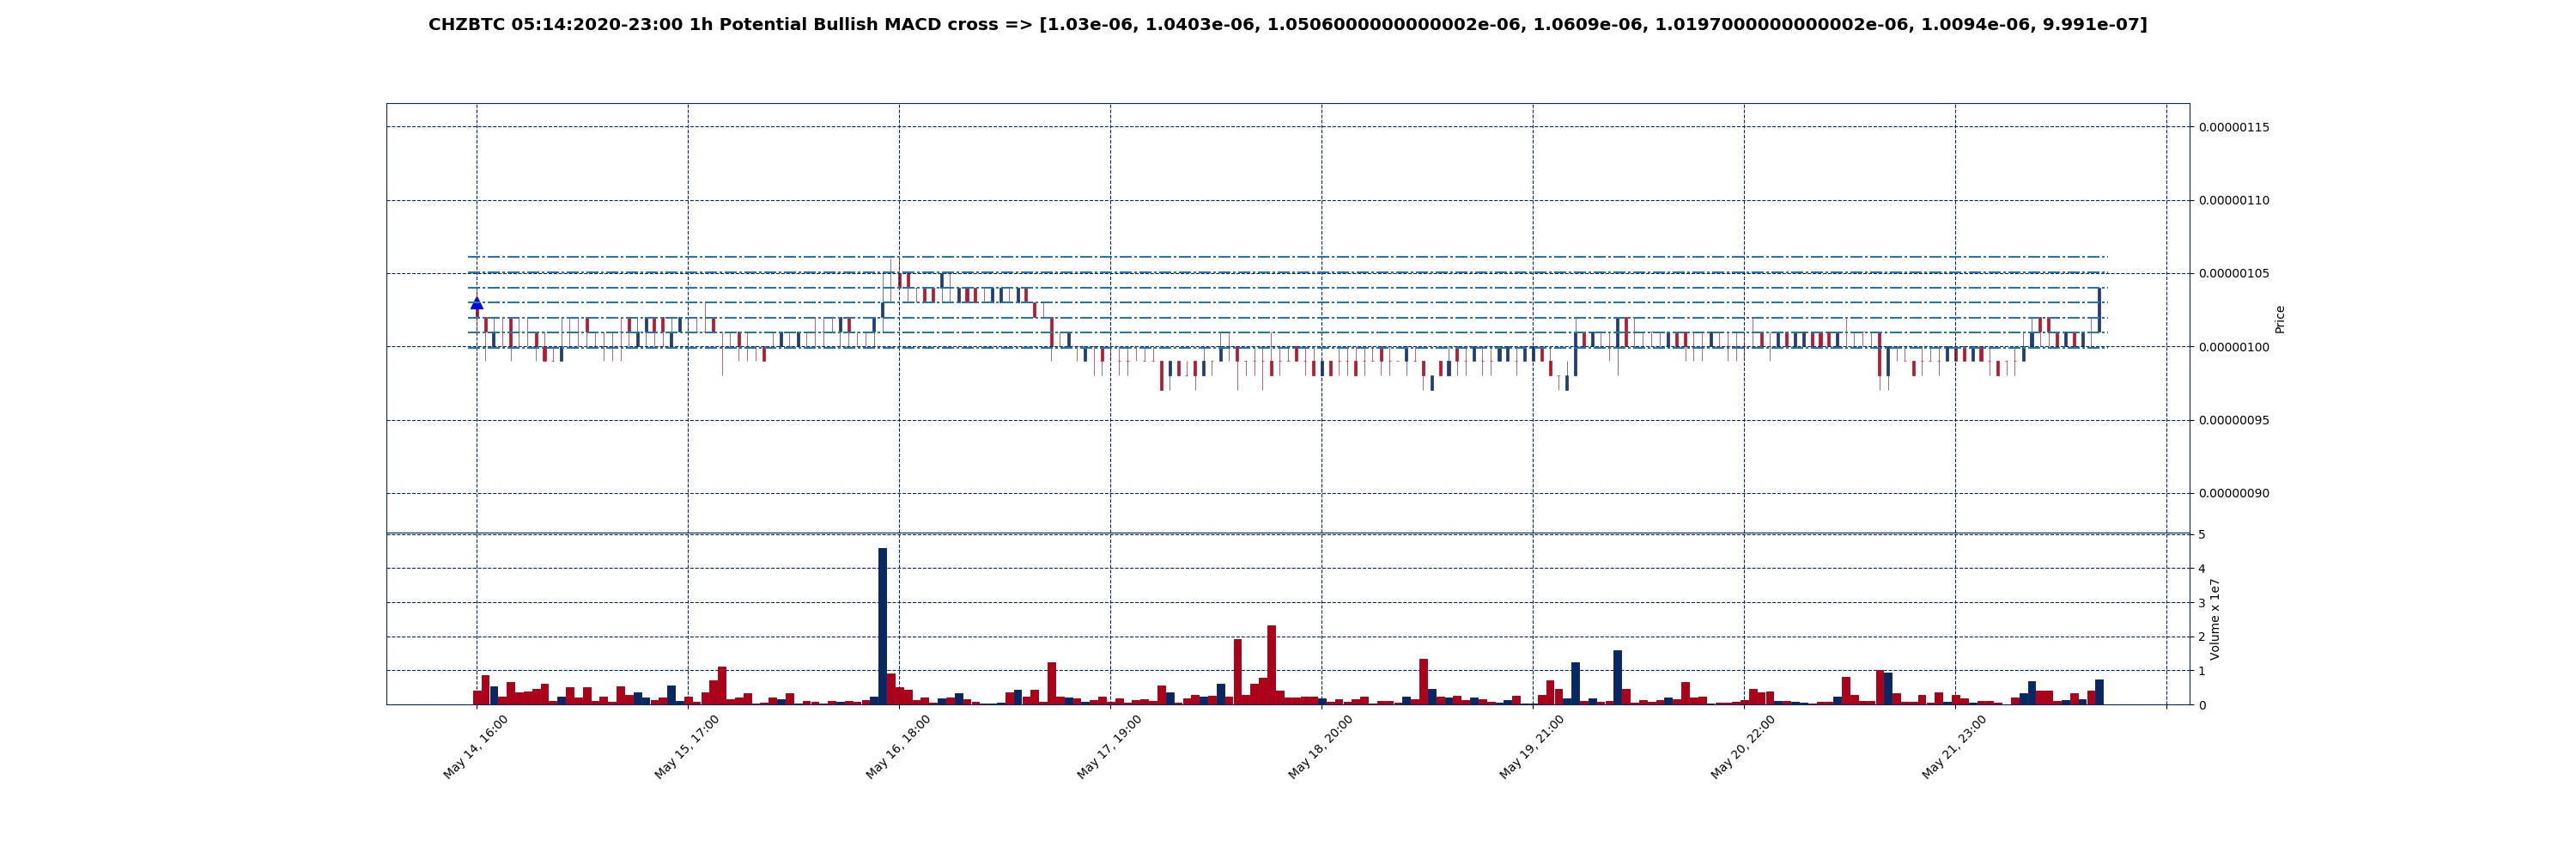 CHZBTC 05:14:2020-23:00 1h Potential Bullish MACD cross => [1.03e-06, 1.0403e-06, 1.0506000000000002e-06, 1.0609e-06, 1.0197000000000002e-06, 1.0094e-06, 9.991e-07]
0.00000115
0.00000110
0.00000105
0.00000100
0.00000095
0.00000090
Price
5
4
3
2
1
0
Volume x 1e7
May 14, 16:00
May 15, 17:00
May 16, 18:00
May 17, 19:00
May 18, 20:00
May 19, 21:00
May 20, 22:00
May 21, 23:00